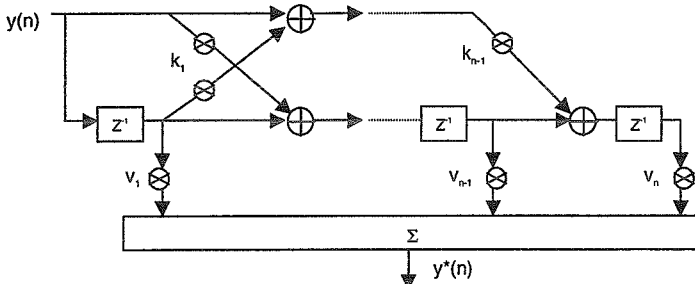 y(n)
k₁
kₙ₋₁
Z⁻¹
Z⁻¹
Z⁻¹
v₁
vₙ₋₁
vₙ
Σ
y*(n)